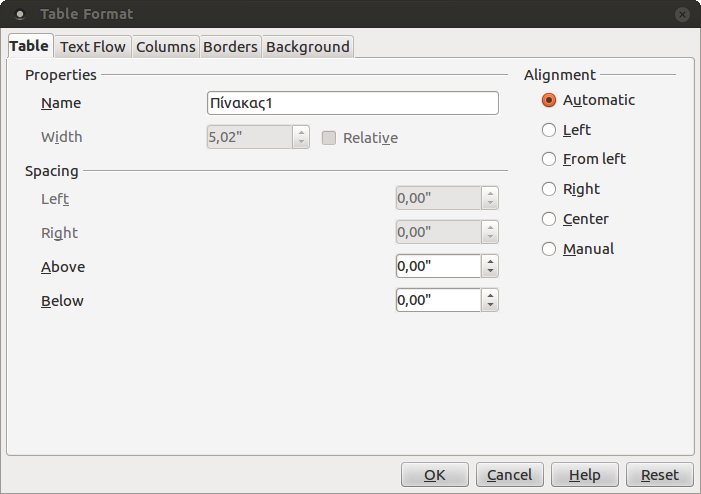 Table Format
Table Text Flow Columns Borders Background
Properties
Name Πίνακας1
Width 5,02" Relative
Spacing
Left 0,00"
Right 0,00"
Above 0,00"
Below 0,00"
Alignment
Automatic
Left
From left
Right
Center
Manual
OK Cancel Help Reset